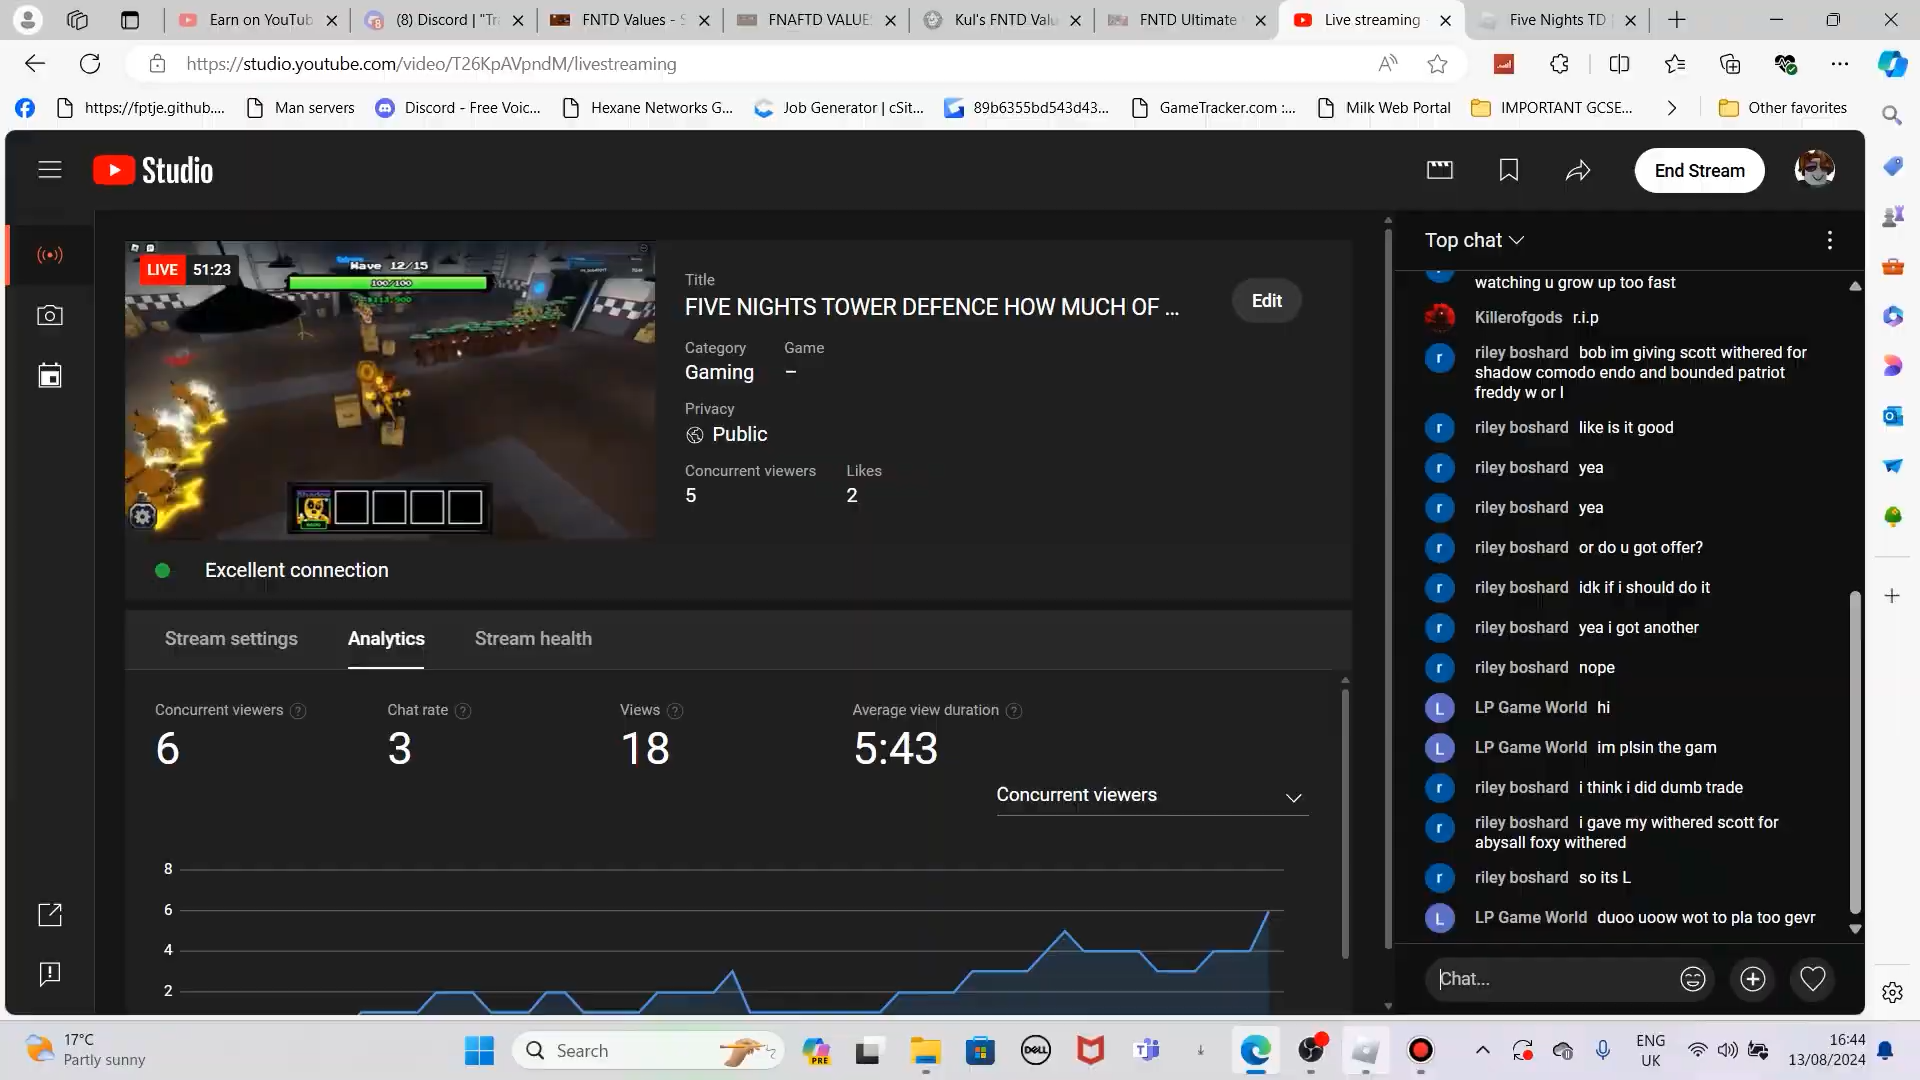 Earn on YouTub
(8) Discord | "Tr
FNTD Values - S
FNAFTD VALUE
Kul's FNTD Valu
FNTD Ultimate
Live streaming
Five Nights TD
https://studio.youtube.com/video/T26KpAVpndM/livestreaming
https://fptje.github....
Man servers
Discord - Free Voic...
Hexane Networks G...
Job Generator | cSit...
89b6355bd543d43...
GameTracker.com :...
Milk Web Portal
IMPORTANT GCSE...
Other favorites
Studio
End Stream
LIVE 51:23
Wave 12/15
100/100
Title
FIVE NIGHTS TOWER DEFENCE HOW MUCH OF ...
Edit
Category Game
Gaming –
Privacy
Public
Concurrent viewers Likes
5 2
Excellent connection
Stream settings Analytics Stream health
Concurrent viewers Chat rate Views Average view duration
6 3 18 5:43
Concurrent viewers
8
6
4
2
Top chat
watching u grow up too fast
Killerofgods r.i.p
riley boshard bob im giving scott withered for
shadow comodo endo and bounded patriot
freddy w or l
riley boshard like is it good
riley boshard yea
riley boshard yea
riley boshard or do u got offer?
riley boshard idk if i should do it
riley boshard yea i got another
riley boshard nope
LP Game World hi
LP Game World im plsin the gam
riley boshard i think i did dumb trade
riley boshard i gave my withered scott for
abysall foxy withered
riley boshard so its L
LP Game World duoo uoow wot to pla too gevr
Chat...
17°C
Partly sunny
Search
PRE
DELL
ENG
UK
16:44
13/08/2024